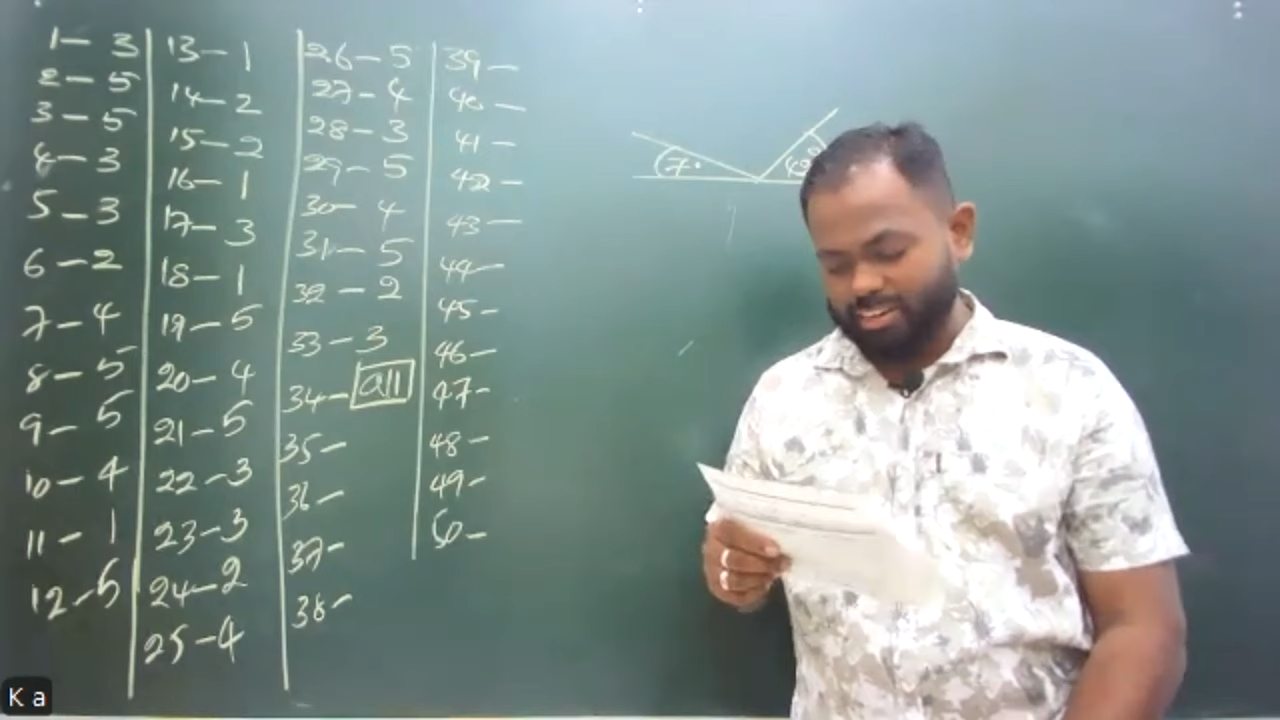 1 – 3
2 – 5
3 – 5
4 – 3
5 – 3
6 – 2
7 – 4
8 – 5
9 – 5
10 – 4
11 – 1
12 – 5
13 – 1
14 – 2
15 – 2
16 – 1
17 – 3
18 – 1
19 – 5
20 – 4
21 – 5
22 – 3
23 – 3
24 – 2
25 – 4
26 – 5
27 – 4
28 – 3
29 – 5
30 – 4
31 – 5
32 – 2
33 – 3
34 – all
35 –
36 –
37 –
38 –
39 –
40 –
41 –
42 –
43 –
44 –
45 –
46 –
47 –
48 –
49 –
50 –
K a